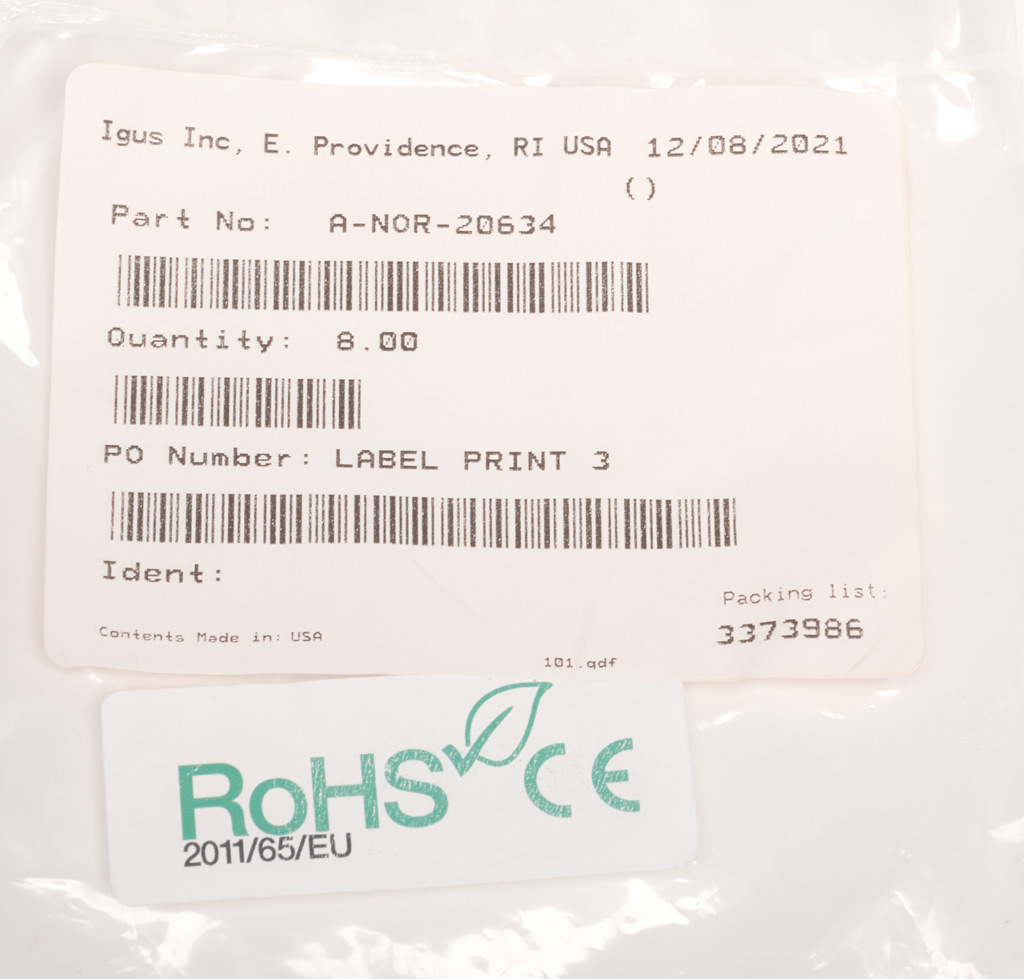 Igus Inc, E. Providence, RI USA 12/08/2021
()
Part No: A-NOR-20634
Quantity: 8.00
PO Number: LABEL PRINT 3
Ident:
Packing list:
3373986
Contents Made in: USA
101.qdf
RoHS CE
2011/65/EU